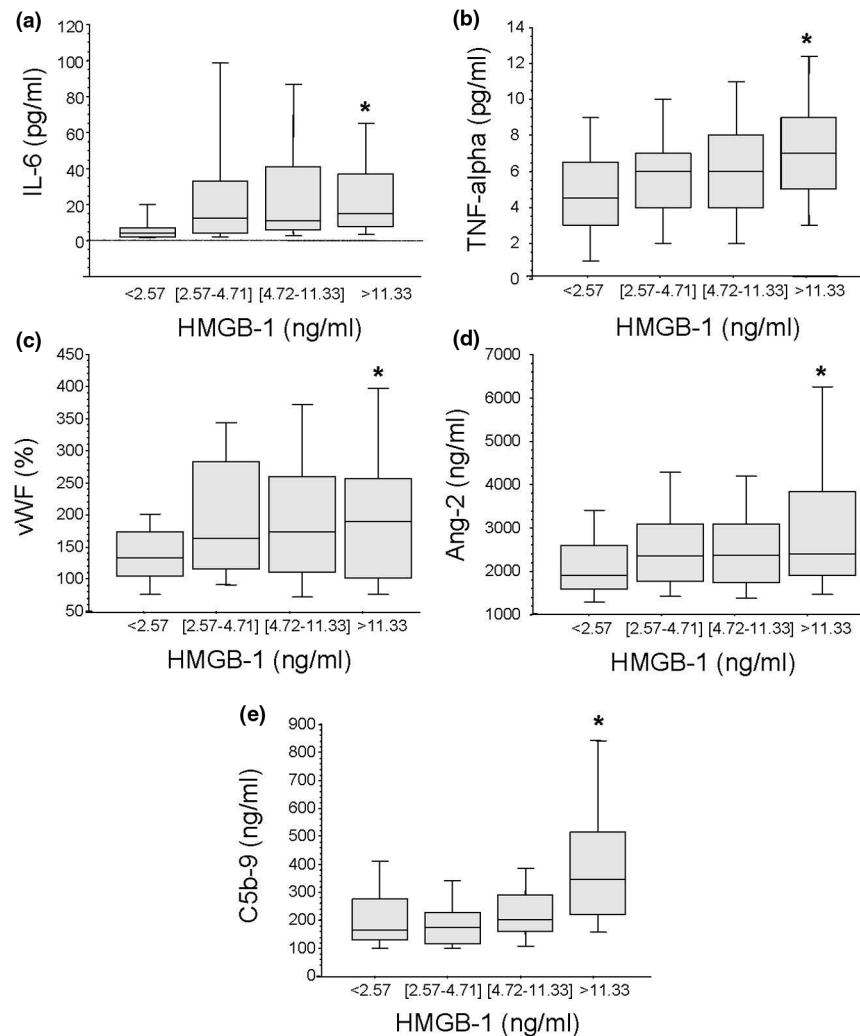 (a)
IL-6 (pg/ml)
120
100
80
60
40
20
0
*
<2.57 [2.57-4.71] [4.72-11.33] >11.33
HMGB-1 (ng/ml)
(b)
TNF-alpha (pg/ml)
14
12
10
8
6
4
2
0
*
<2.57 [2.57-4.71] [4.72-11.33] >11.33
HMGB-1 (ng/ml)
(c)
vWF (%)
450
400
350
300
250
200
150
100
50
*
<2.57 [2.57-4.71] [4.72-11.33] >11.33
HMGB-1 (ng/ml)
(d)
Ang-2 (ng/ml)
7000
6000
5000
4000
3000
2000
1000
*
<2.57 [2.57-4.71] [4.72-11.33] >11.33
HMGB-1 (ng/ml)
(e)
C5b-9 (ng/ml)
900
800
700
600
500
400
300
200
100
0
*
<2.57 [2.57-4.71] [4.72-11.33] >11.33
HMGB-1 (ng/ml)